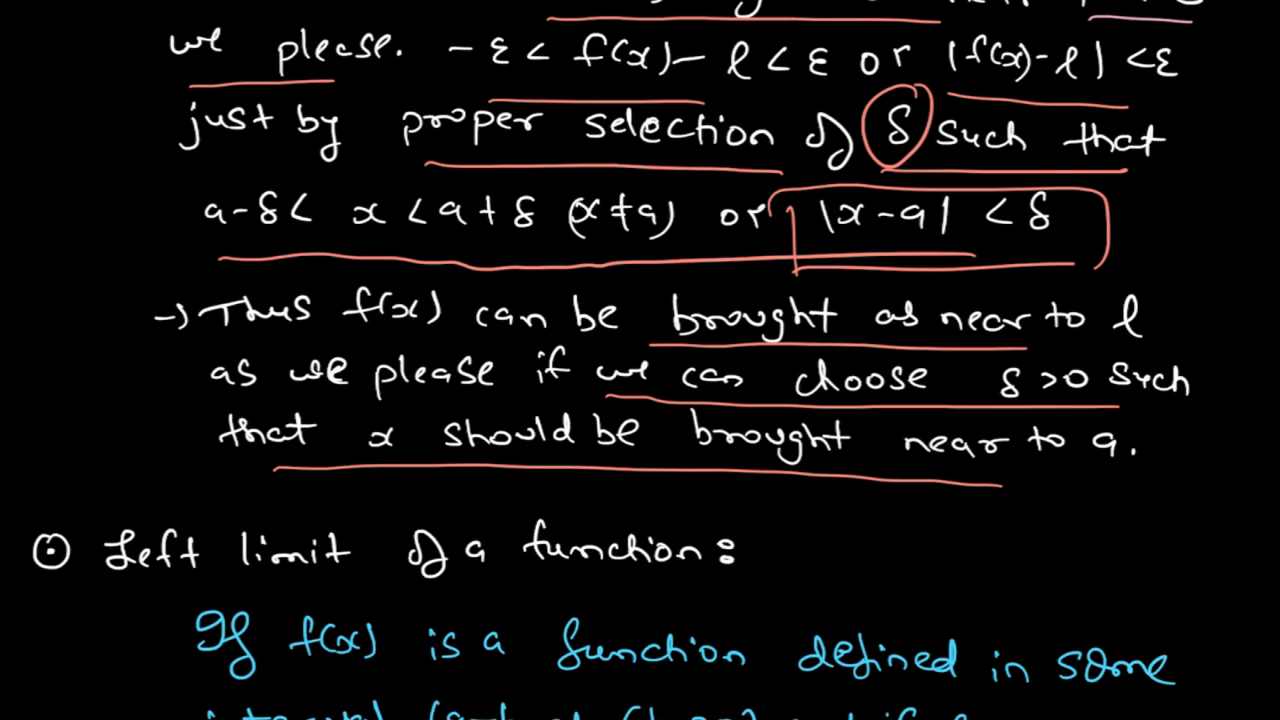 we please. -ε < f(x) - l < ε or |f(x)-l| < ε
just by proper selection of δ such that
a-δ < x < a+δ (x≠a) or |x-a| < δ
→ Thus f(x) can be brought as near to l
as we please if we can choose δ>0 such
that x should be brought near to a.
⊙ Left limit of a function:
If f(x) is a function defined in some